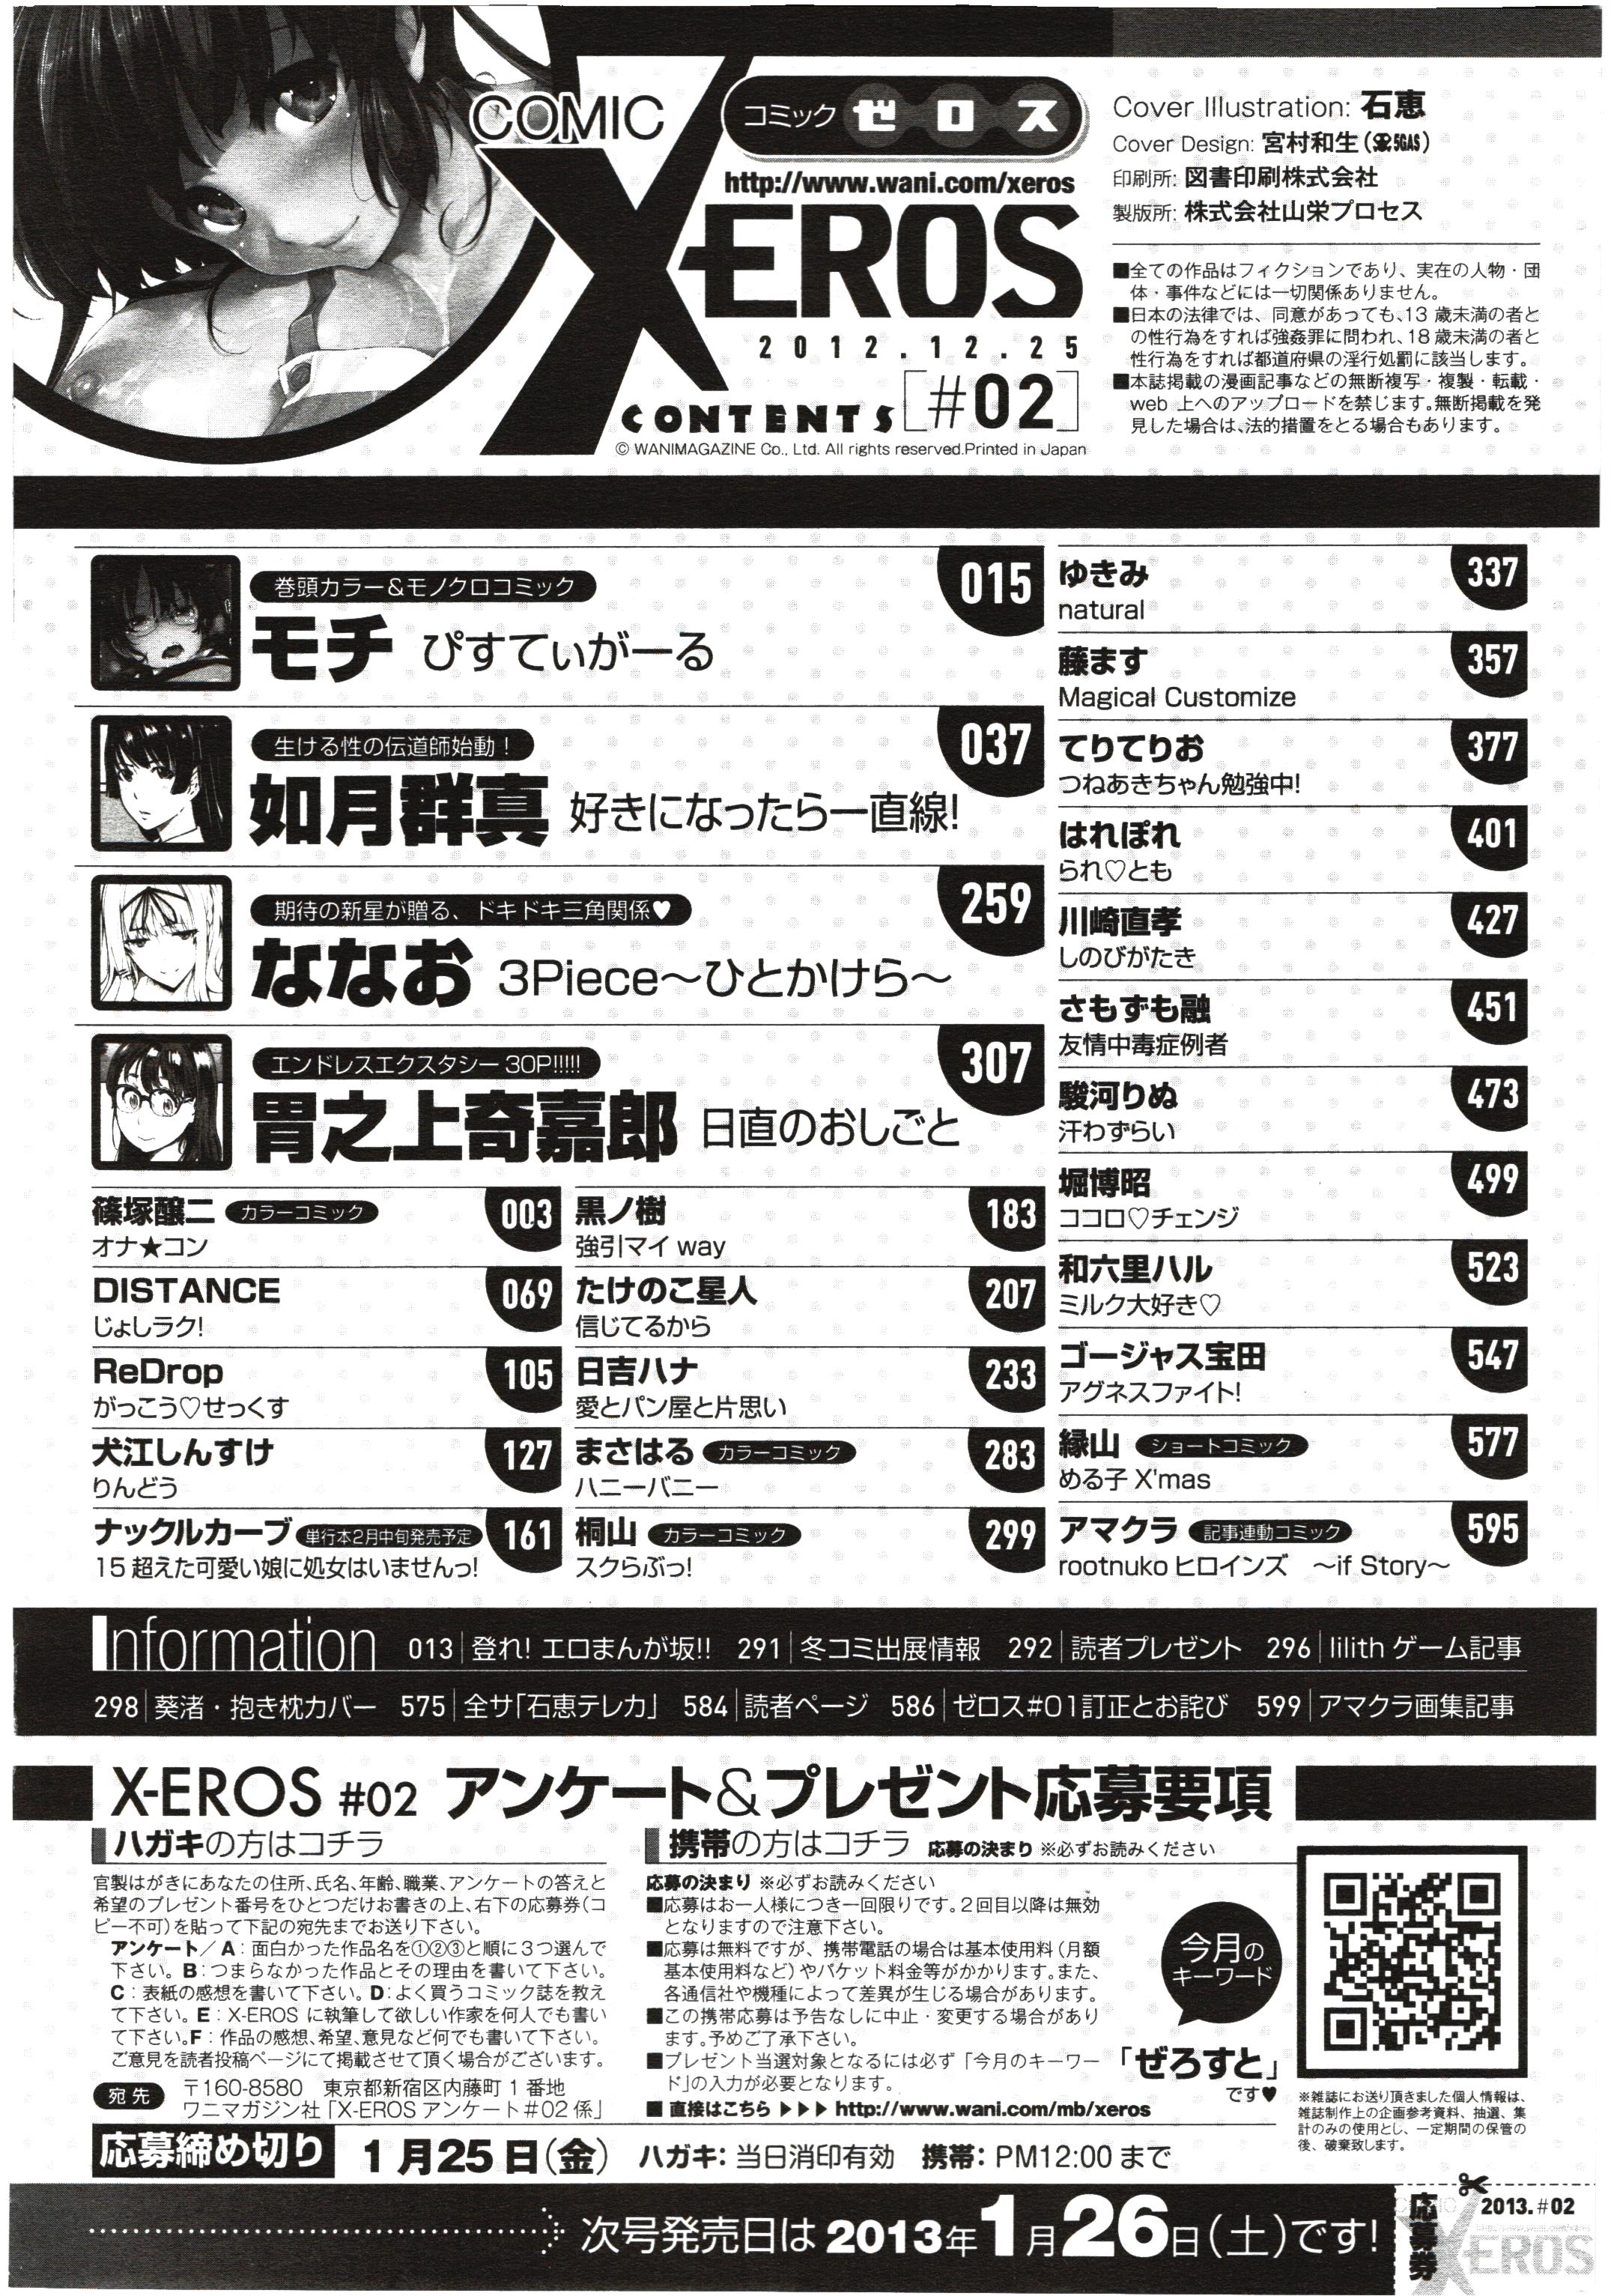 COMIC
コミック ゼロス
http://www.wani.com/xeros
X-EROS
2012.12.25
CONTENTS [#02]
© WANIMAGAZINE Co., Ltd. All rights reserved.Printed in Japan
Cover Illustration: 石恵
Cover Design: 宮村和生(5GAS)
印刷所: 図書印刷株式会社
製版所: 株式会社山栄プロセス
■全ての作品はフィクションであり、実在の人物・団
体・事件などには一切関係ありません。
■日本の法律では、同意があっても、13 歳未満の者と
の性行為をすれば強姦罪に問われ、18 歳未満の者と
性行為をすれば都道府県の淫行処罰に該当します。
■本誌掲載の漫画記事などの無断複写・複製・転載・
web 上へのアップロードを禁じます。無断掲載を発
見した場合は、法的措置をとる場合もあります。
巻頭カラー&モノクロコミック
モチ ぴすてぃがーる 015
生ける性の伝道師始動！
如月群真 好きになったら一直線! 037
期待の新星が贈る、ドキドキ三角関係♥
ななお 3Piece～ひとかけら～ 259
エンドレスエクスタシー 30P!!!!!
胃之上奇嘉郎 日直のおしごと 307
篠塚醸二 カラーコミック 003
オナ★コン
DISTANCE 069
じょしラク!
ReDrop 105
がっこう♡せっくす
犬江しんすけ 127
りんどう
ナックルカーブ 単行本2月中旬発売予定 161
15 超えた可愛い娘に処女はいませんっ!
黒ノ樹 183
強引マイ way
たけのこ星人 207
信じてるから
日吉ハナ 233
愛とパン屋と片思い
まさはる カラーコミック 283
ハニーバニー
桐山 カラーコミック 299
スクらぶっ!
ゆきみ 337
natural
藤ます 357
Magical Customize
てりてりお 377
つねあきちゃん勉強中!
はれぽれ 401
られ♡とも
川崎直孝 427
しのびがたき
さもずも融 451
友情中毒症例者
駿河りぬ 473
汗わずらい
堀博昭 499
ココロ♡チェンジ
和六里ハル 523
ミルク大好き♡
ゴージャス宝田 547
アグネスファイト!
縁山 ショートコミック 577
める子 X'mas
アマクラ 記事連動コミック 595
rootnuko ヒロインズ ～if Story～
Information 013 登れ! エロまんが坂!! 291 冬コミ出展情報 292 読者プレゼント 296 lilith ゲーム記事
298 葵渚・抱き枕カバー 575 全サ「石恵テレカ」 584 読者ページ 586 ゼロス#01訂正とお詫び 599 アマクラ画集記事
X-EROS #02 アンケート&プレゼント応募要項
ハガキの方はコチラ
官製はがきにあなたの住所、氏名、年齢、職業、アンケートの答えと
希望のプレゼント番号をひとつだけお書きの上、右下の応募券（コ
ピー不可）を貼って下記の宛先までお送り下さい。
アンケート／A：面白かった作品名を①②③と順に３つ選んで
下さい。B：つまらなかった作品とその理由を書いて下さい。
C：表紙の感想を書いて下さい。D：よく買うコミック誌を教え
て下さい。E：X-EROS に執筆して欲しい作家を何人でも書い
て下さい。F：作品の感想、希望、意見など何でも書いて下さい。
ご意見を読者投稿ページにて掲載させて頂く場合がございます。
宛先 〒160-8580 東京都新宿区内藤町 1 番地
ワニマガジン社「X-EROS アンケート#02 係」
携帯の方はコチラ 応募の決まり ※必ずお読みください
応募の決まり ※必ずお読みください
■応募はお一人様につき一回限りです。２回目以降は無効
となりますので注意下さい。
■応募は無料ですが、携帯電話の場合は基本使用料（月額
基本使用料など）やパケット料金等がかかります。また、
各通信社や機種によって差異が生じる場合があります。
■この携帯応募は予告なしに中止・変更する場合があり
ます。予めご了承下さい。
■プレゼント当選対象となるには必ず「今月のキーワー
ド」の入力が必要となります。
■ 直接はこちら ▶▶▶ http://www.wani.com/mb/xeros
今月の
キーワード
「ぜろすと」
です♥
※雑誌にお送り頂きました個人情報は、
雑誌制作上の企画参考資料、抽選、集
計のみの使用とし、一定期間の保管の
後、破棄致します。
応募締め切り 1月25日(金) ハガキ: 当日消印有効 携帯: PM12:00 まで
次号発売日は 2013年1月26日(土)です!
応募券
2013.#02
XEROS